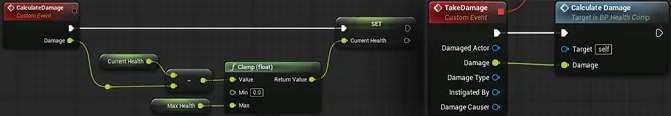 CalculateDamage
Custom Event
Damage
Current Health
-
Max Health
Clamp (float)
Value
Return Value
Min 0.0
Max
SET
Current Health
TakeDamage
Custom Event
Damaged Actor
Damage
Damage Type
Instigated By
Damage Causer
Calculate Damage
Target is BP Health Comp
Target self
Damage